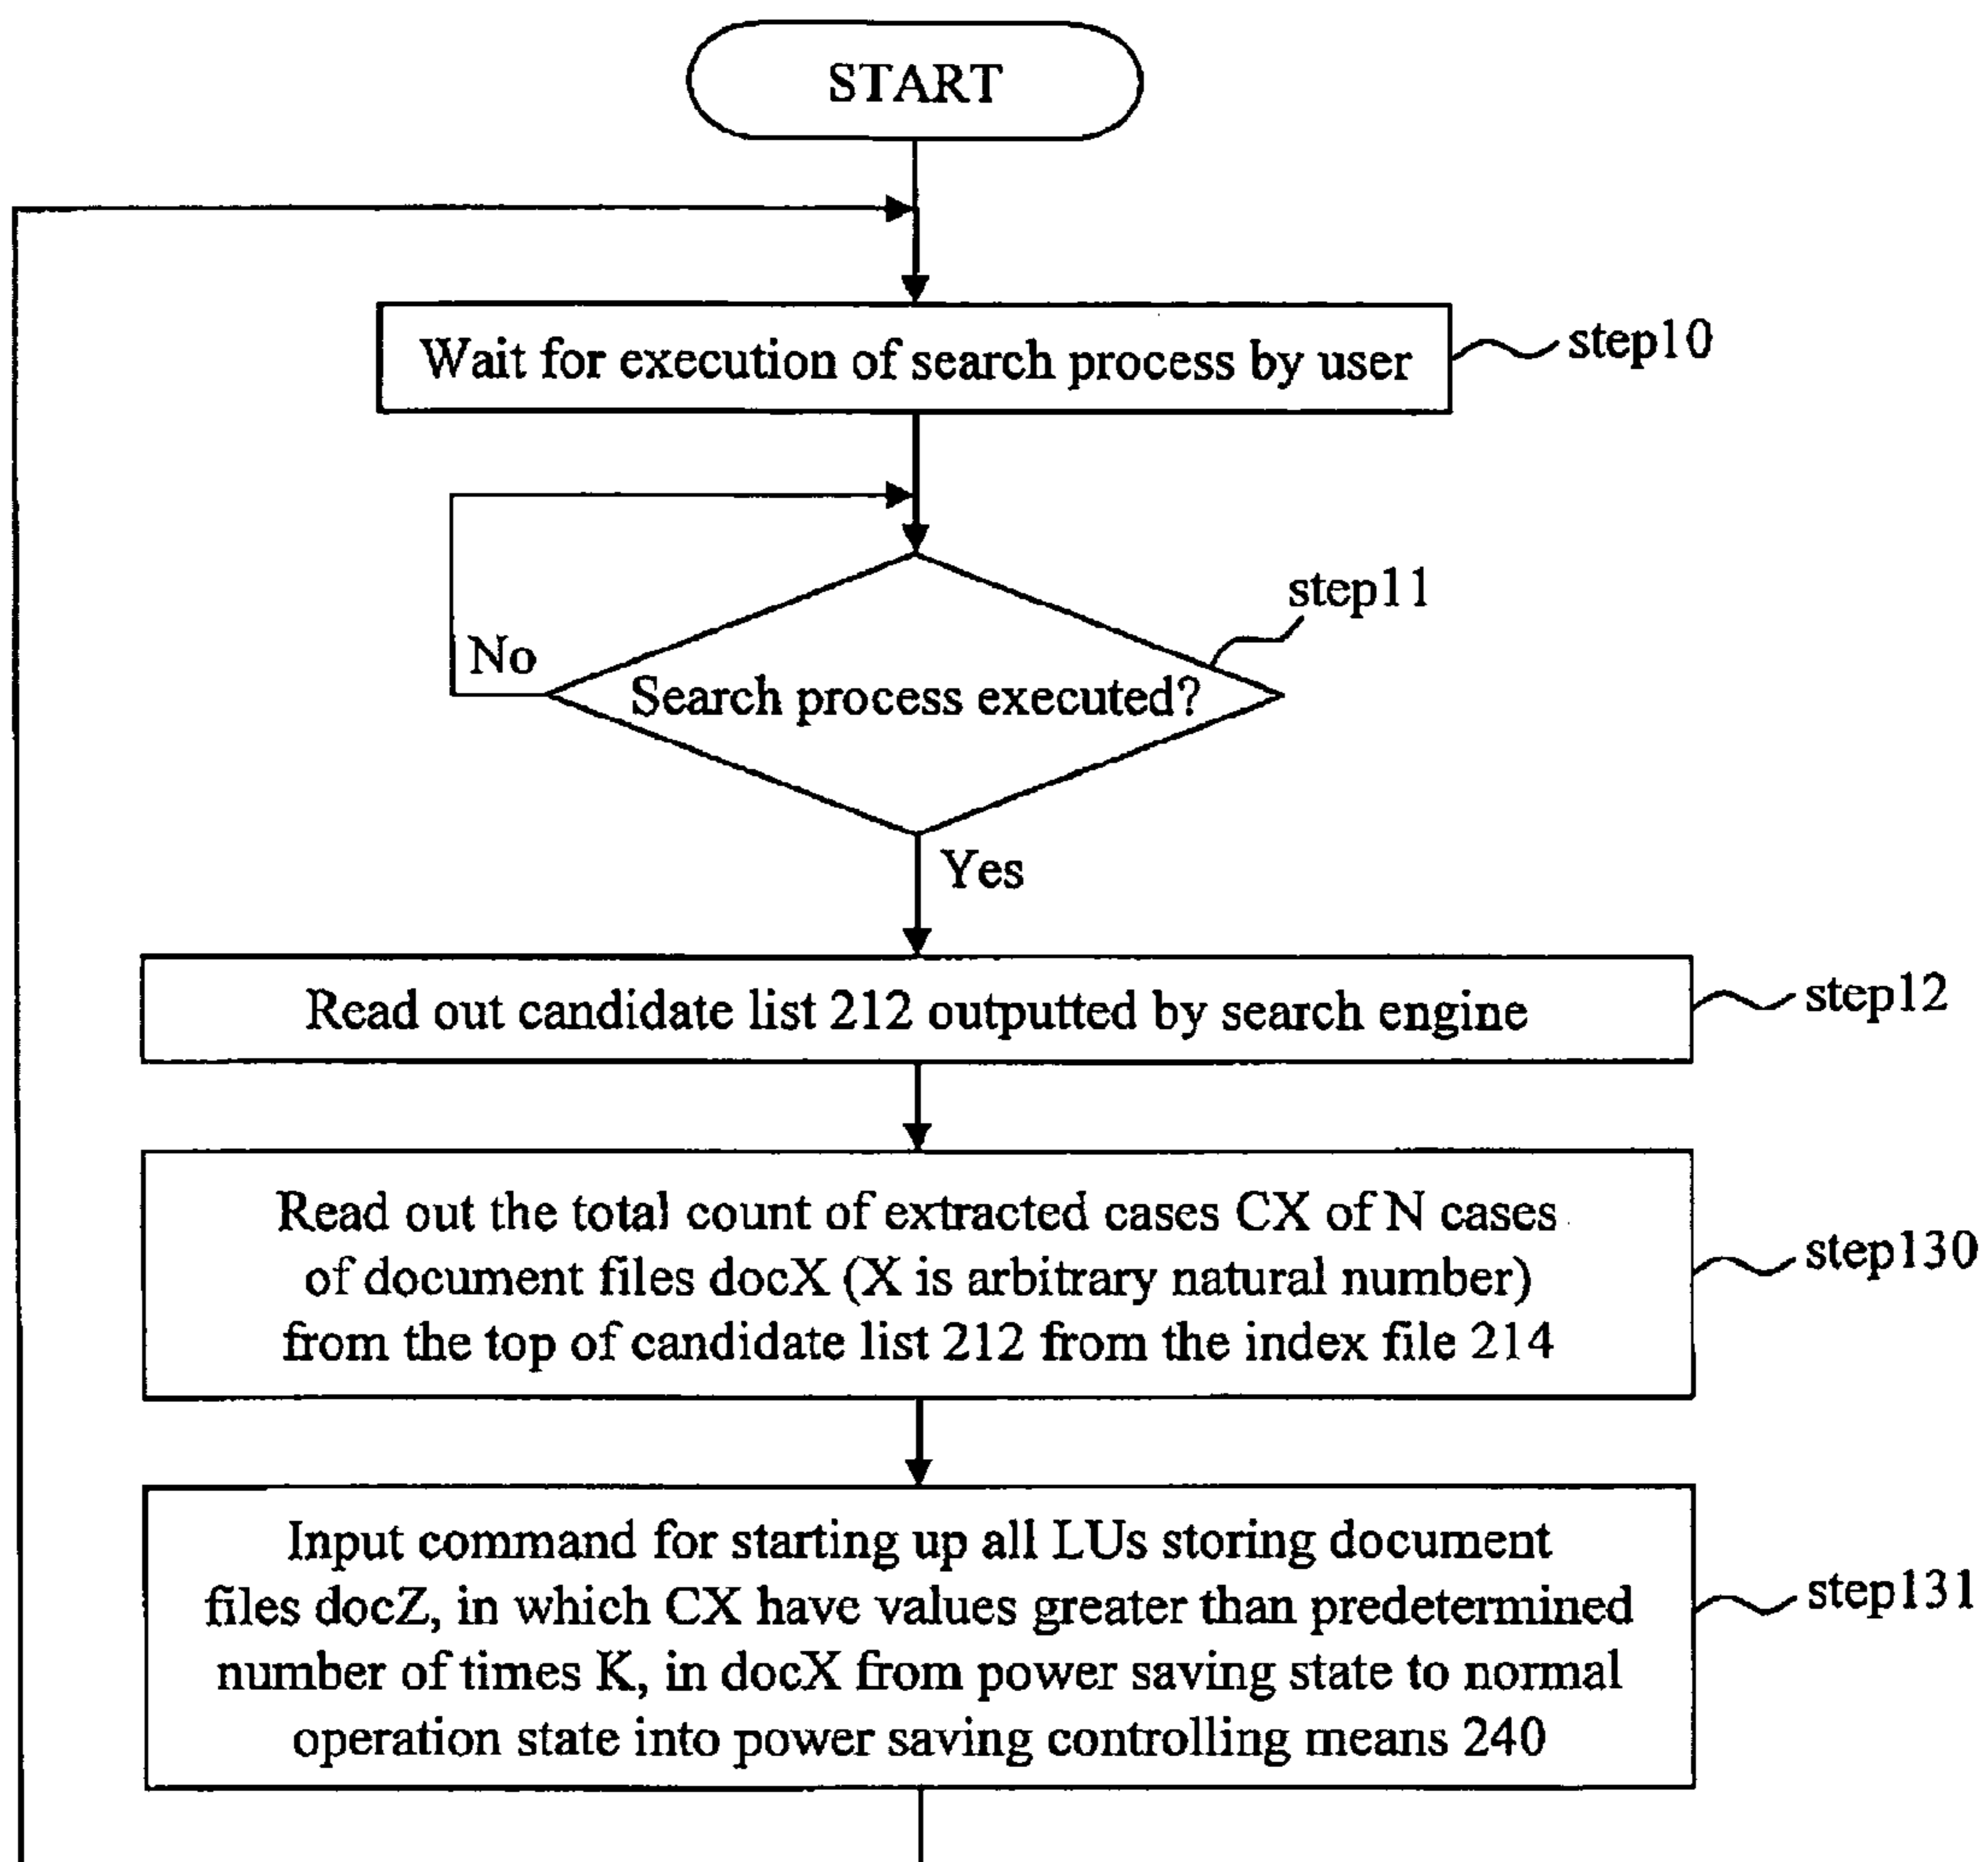 START
Wait for execution of search process by user
step10
step11
No
Search process executed?
Yes
Read out candidate list 212 outputted by search engine
step12
Read out the total count of extracted cases CX of N cases
of document files docX (X is arbitrary natural number)
from the top of candidate list 212 from the index file 214
step130
Input command for starting up all LUs storing document
files docZ, in which CX have values greater than predetermined
number of times K, in docX from power saving state to normal
operation state into power saving controlling means 240
step131